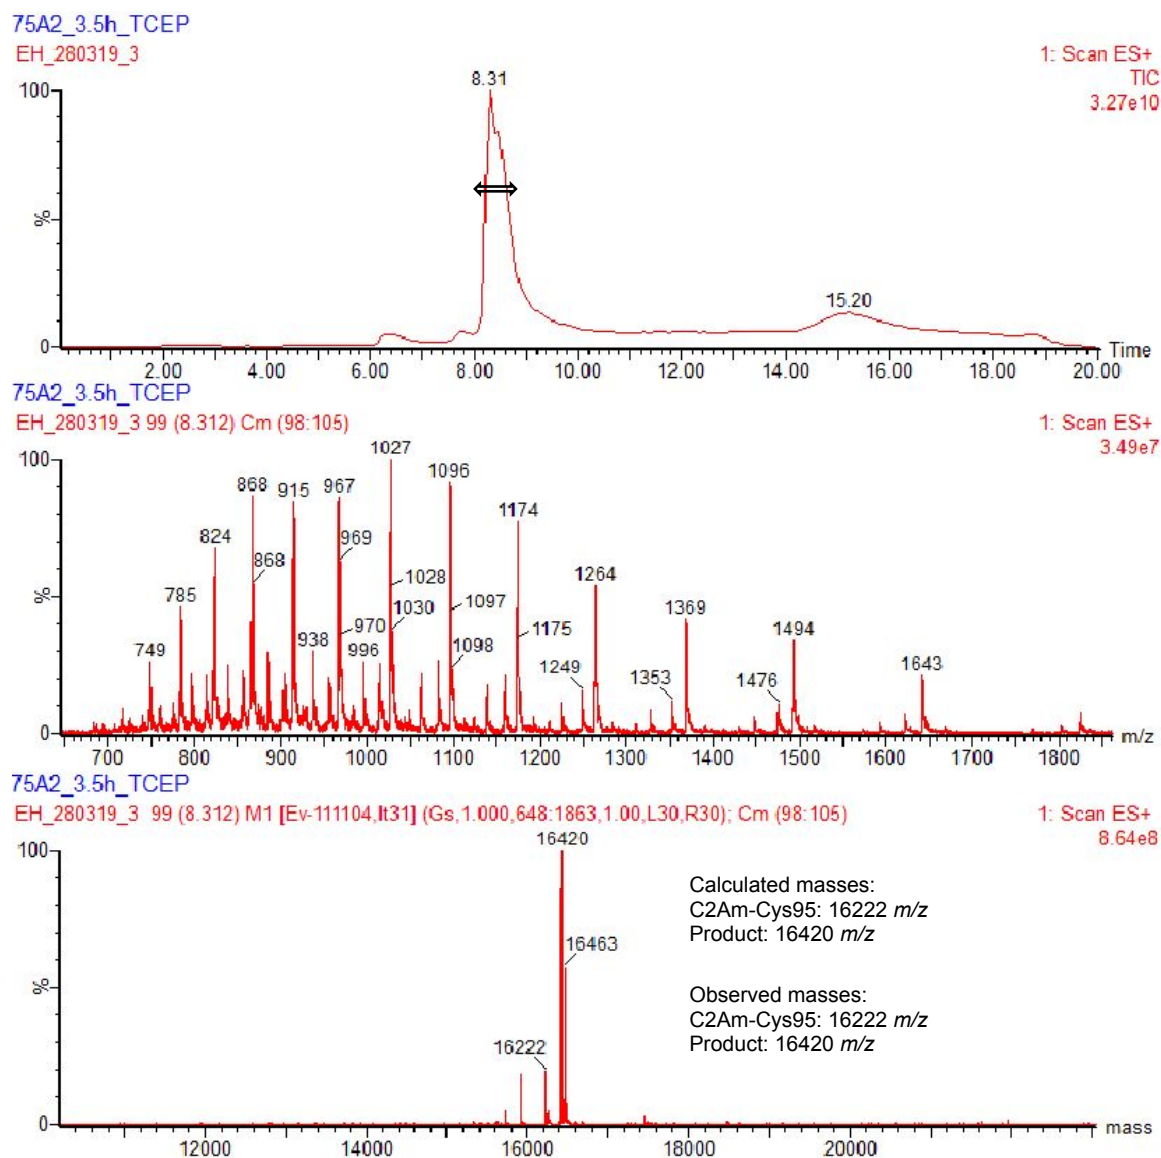 75A2_3.5h_TCEP
EH_280319_3
1: Scan ES+
TIC
3.27e10
8.31
15.20
100
%
0
2.00 4.00 6.00 8.00 10.00 12.00 14.00 16.00 18.00 20.00
Time
75A2_3.5h_TCEP
EH_280319_3 99 (8.312) Cm (98:105)
1: Scan ES+
3.49e7
100
%
0
749
785
824
868
868
915
938
967
969
970
996
1027
1028
1030
1096
1097
1098
1174
1175
1249
1264
1353
1369
1476
1494
1643
700 800 900 1000 1100 1200 1300 1400 1500 1600 1700 1800
m/z
75A2_3.5h_TCEP
EH_280319_3 99 (8.312) M1 [Ev-111104,It31] (Gs,1.000,648:1863,1.00,L30,R30); Cm (98:105)
1: Scan ES+
8.64e8
100
%
0
16420
16463
16222
Calculated masses:
C2Am-Cys95: 16222 m/z
Product: 16420 m/z
Observed masses:
C2Am-Cys95: 16222 m/z
Product: 16420 m/z
12000 14000 16000 18000 20000
mass